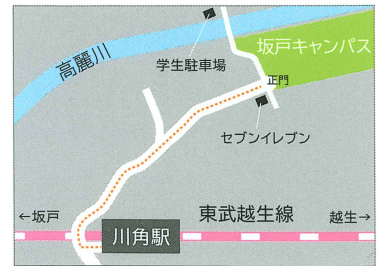 高麗川
学生駐車場
坂戸キャンパス
正門
セブンイレブン
←坂戸
川角駅
東武越生線
越生→